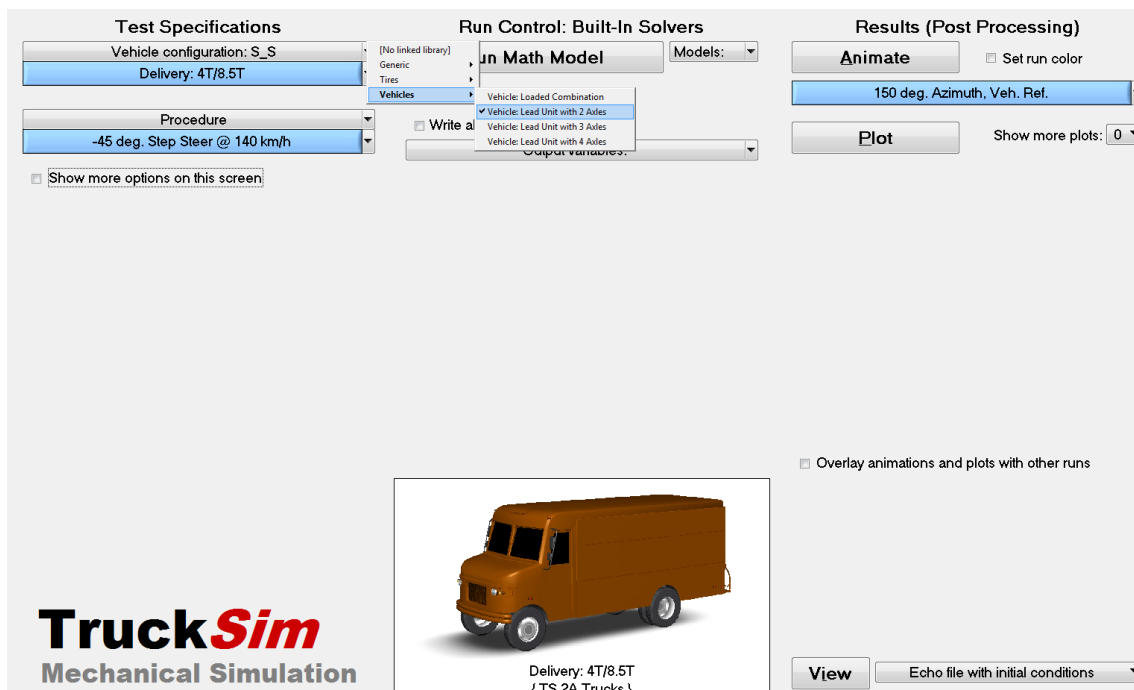 Test Specifications
Vehicle configuration: S_S
Delivery: 4T/8.5T
Procedure
-45 deg. Step Steer @ 140 km/h
Show more options on this screen
[No linked library]
Generic
Tires
Vehicles
Vehicle: Loaded Combination
Vehicle: Lead Unit with 2 Axles
Vehicle: Lead Unit with 3 Axles
Vehicle: Lead Unit with 4 Axles
Run Control: Built-In Solvers
un Math Model
Models:
Write al
Output variables:
Results (Post Processing)
Animate
Set run color
150 deg. Azimuth, Veh. Ref.
Plot
Show more plots: 0
Overlay animations and plots with other runs
TruckSim
Mechanical Simulation
Delivery: 4T/8.5T
{ TS 2A Trucks }
View
Echo file with initial conditions